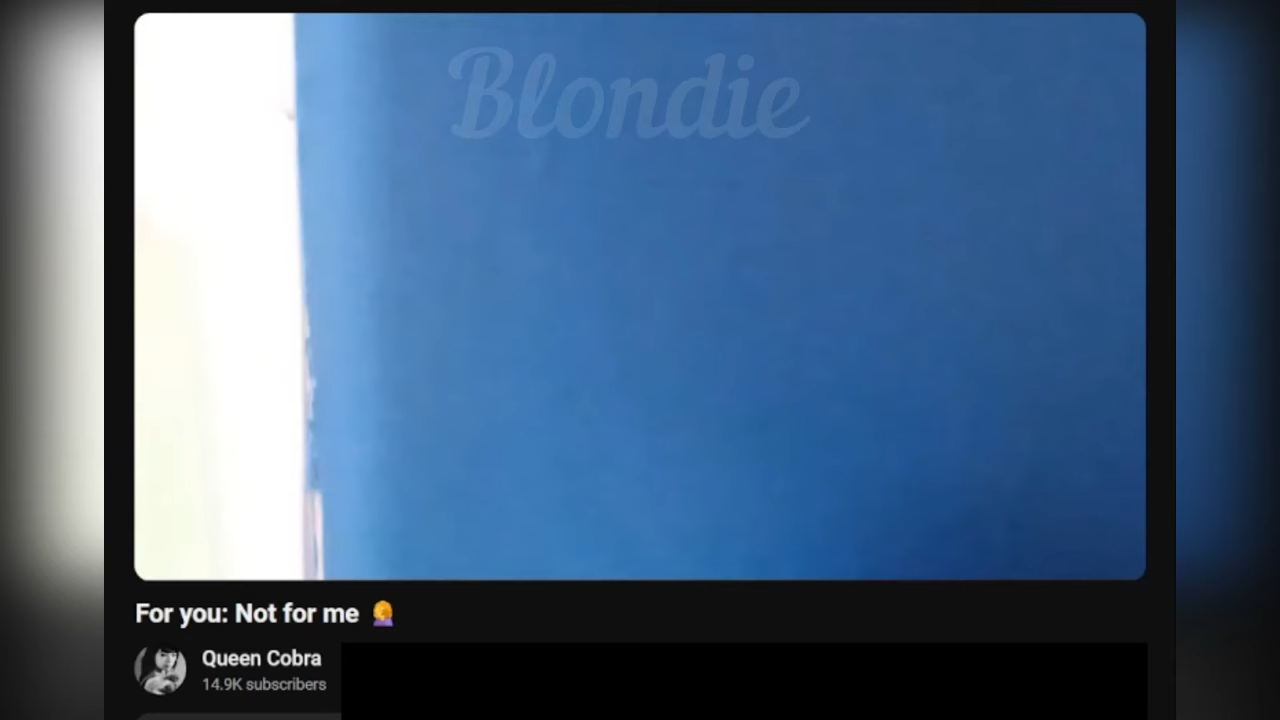 Blondie
For you: Not for me 🤦‍♀️
Queen Cobra
14.9K subscribers